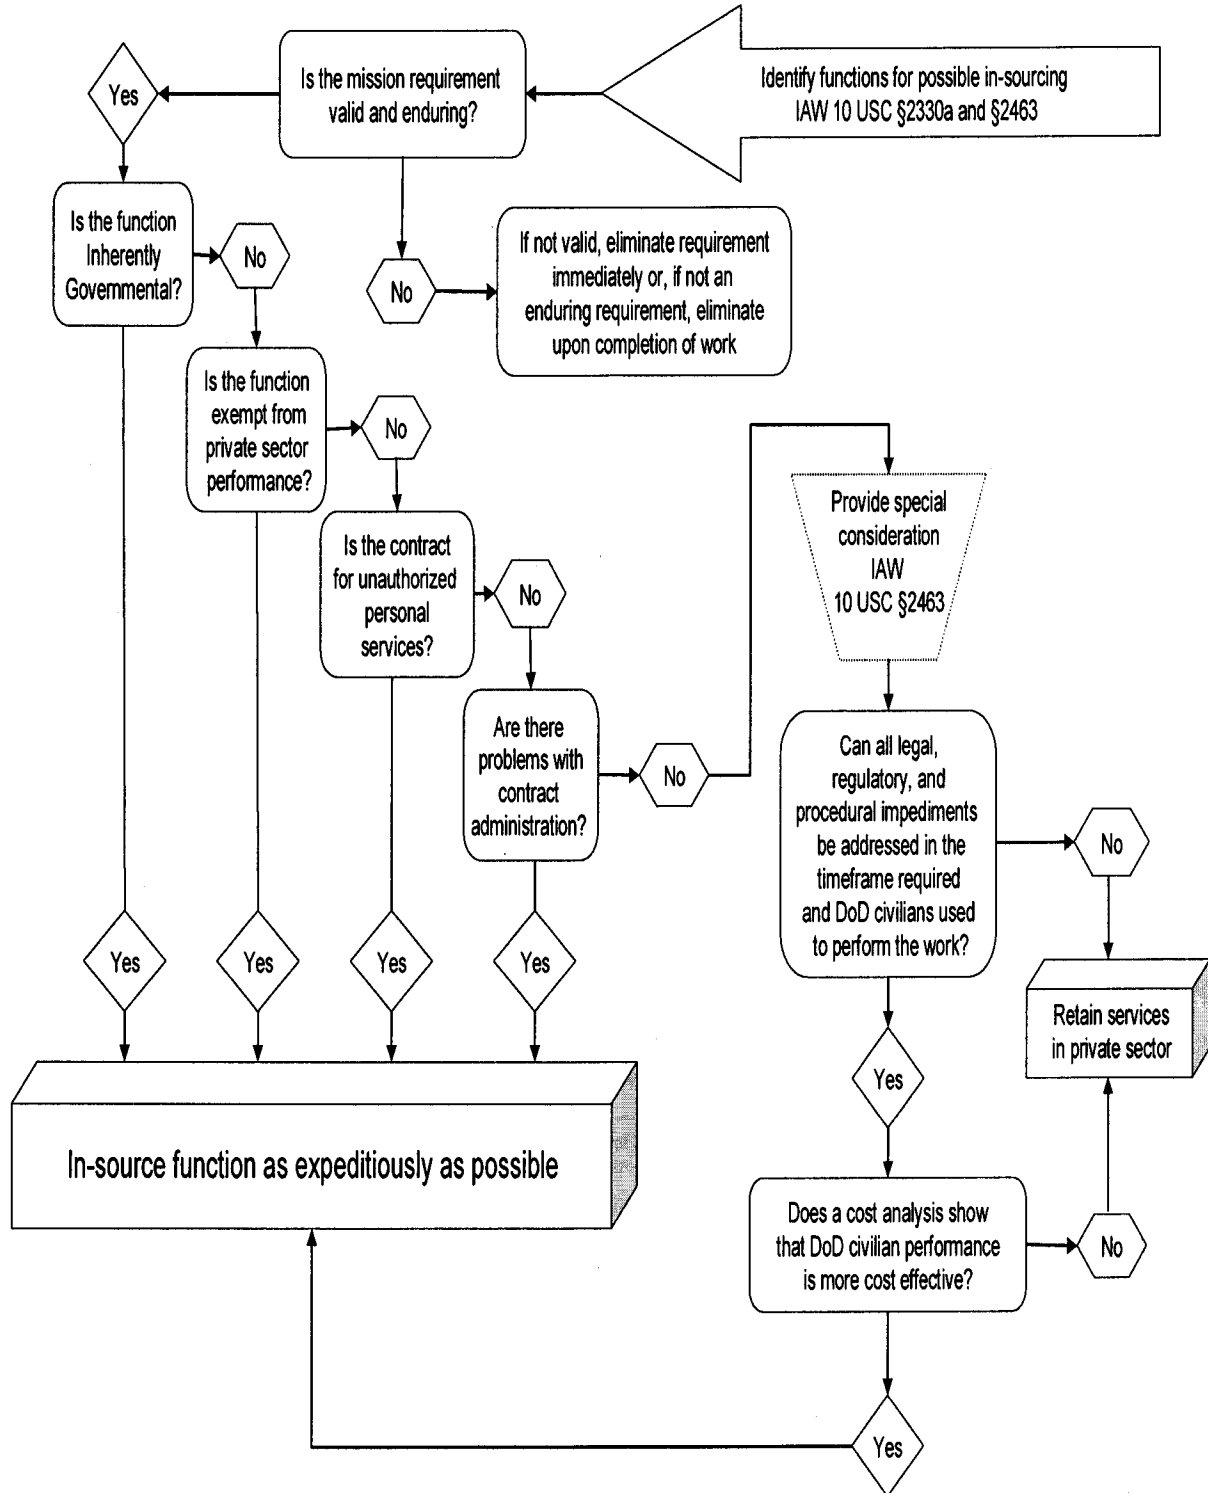 Identify functions for possible in-sourcing
IAW 10 USC §2330a and §2463
Is the mission requirement
valid and enduring?
Yes
No
If not valid, eliminate requirement
immediately or, if not an
enduring requirement, eliminate
upon completion of work
Is the function
Inherently
Governmental?
No
Is the function
exempt from
private sector
performance?
No
Is the contract
for unauthorized
personal
services?
No
Are there
problems with
contract
administration?
No
Provide special
consideration
IAW
10 USC §2463
Can all legal,
regulatory, and
procedural impediments
be addressed in the
timeframe required
and DoD civilians used
to perform the work?
No
Retain services
in private sector
Yes
Yes
Yes
Yes
Yes
In-source function as expeditiously as possible
Does a cost analysis show
that DoD civilian performance
is more cost effective?
No
Yes